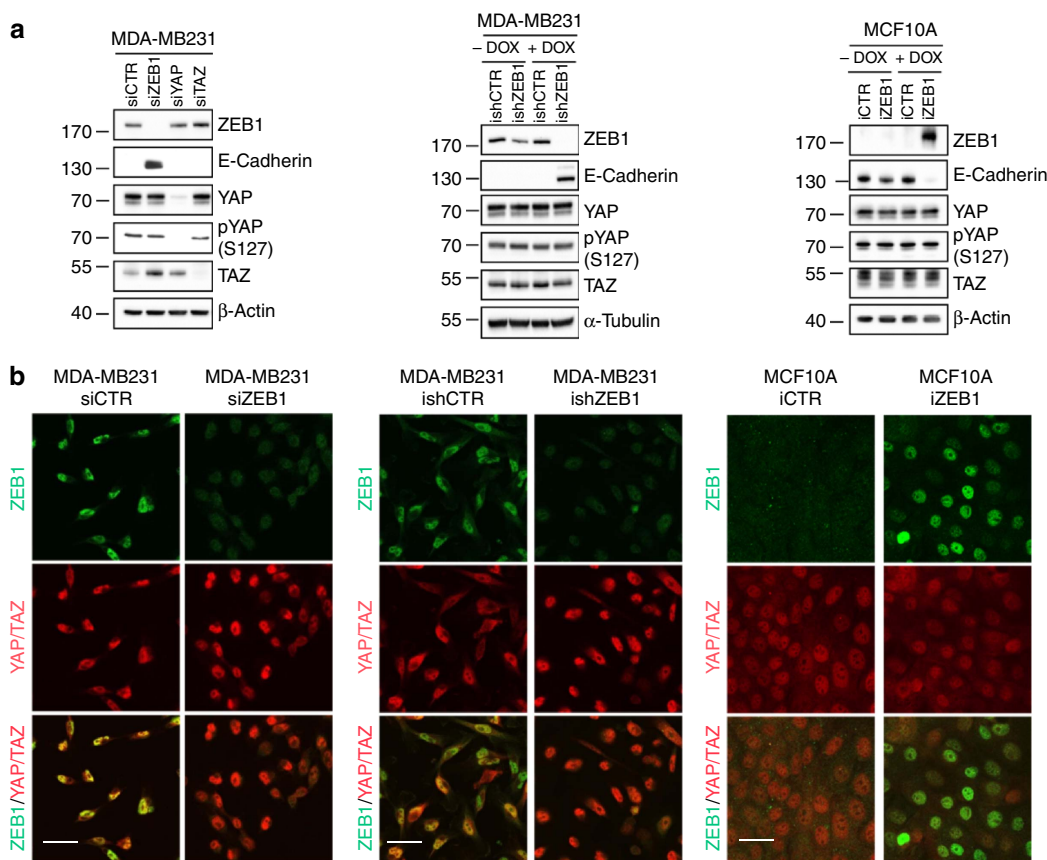 a
MDA-MB231
siCTR siZEB1 siYAP siTAZ
170 ZEB1
130 E-Cadherin
70 YAP
70 pYAP
(S127)
55 TAZ
40 β-Actin
MDA-MB231
– DOX + DOX
ishCTR ishZEB1 ishCTR ishZEB1
170 ZEB1
130 E-Cadherin
70 YAP
70 pYAP
(S127)
55 TAZ
55 α-Tubulin
MCF10A
– DOX + DOX
iCTR iZEB1 iCTR iZEB1
170 ZEB1
130 E-Cadherin
70 YAP
70 pYAP
(S127)
55 TAZ
40 β-Actin
b
MDA-MB231
siCTR
MDA-MB231
siZEB1
ZEB1
YAP/TAZ
ZEB1/YAP/TAZ
MDA-MB231
ishCTR
MDA-MB231
ishZEB1
ZEB1
YAP/TAZ
ZEB1/YAP/TAZ
MCF10A
iCTR
MCF10A
iZEB1
ZEB1
YAP/TAZ
ZEB1/YAP/TAZ